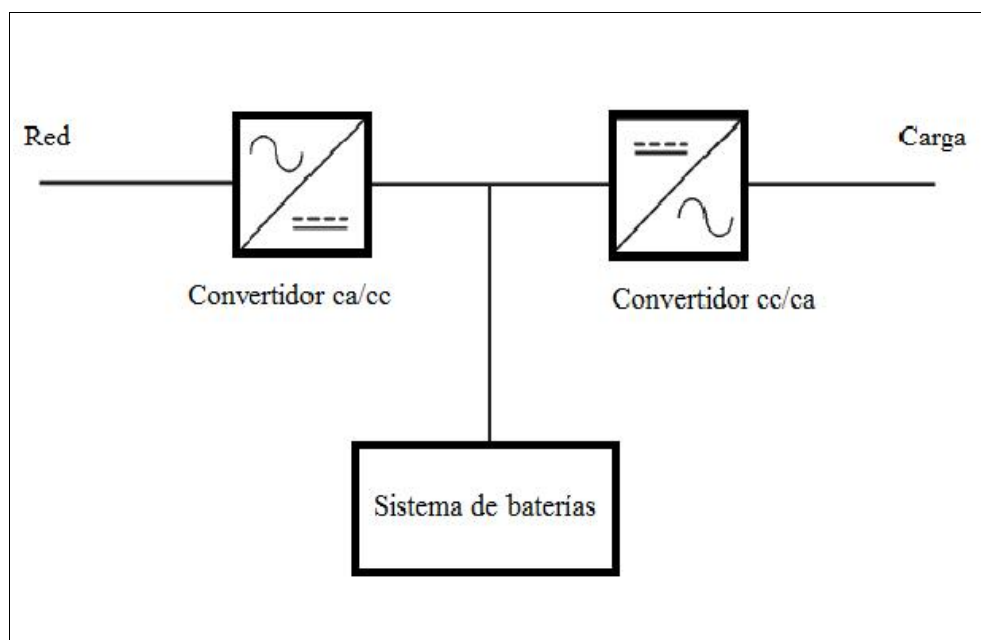 Red
Carga
Convertidor ca/cc
Convertidor cc/ca
Sistema de baterías